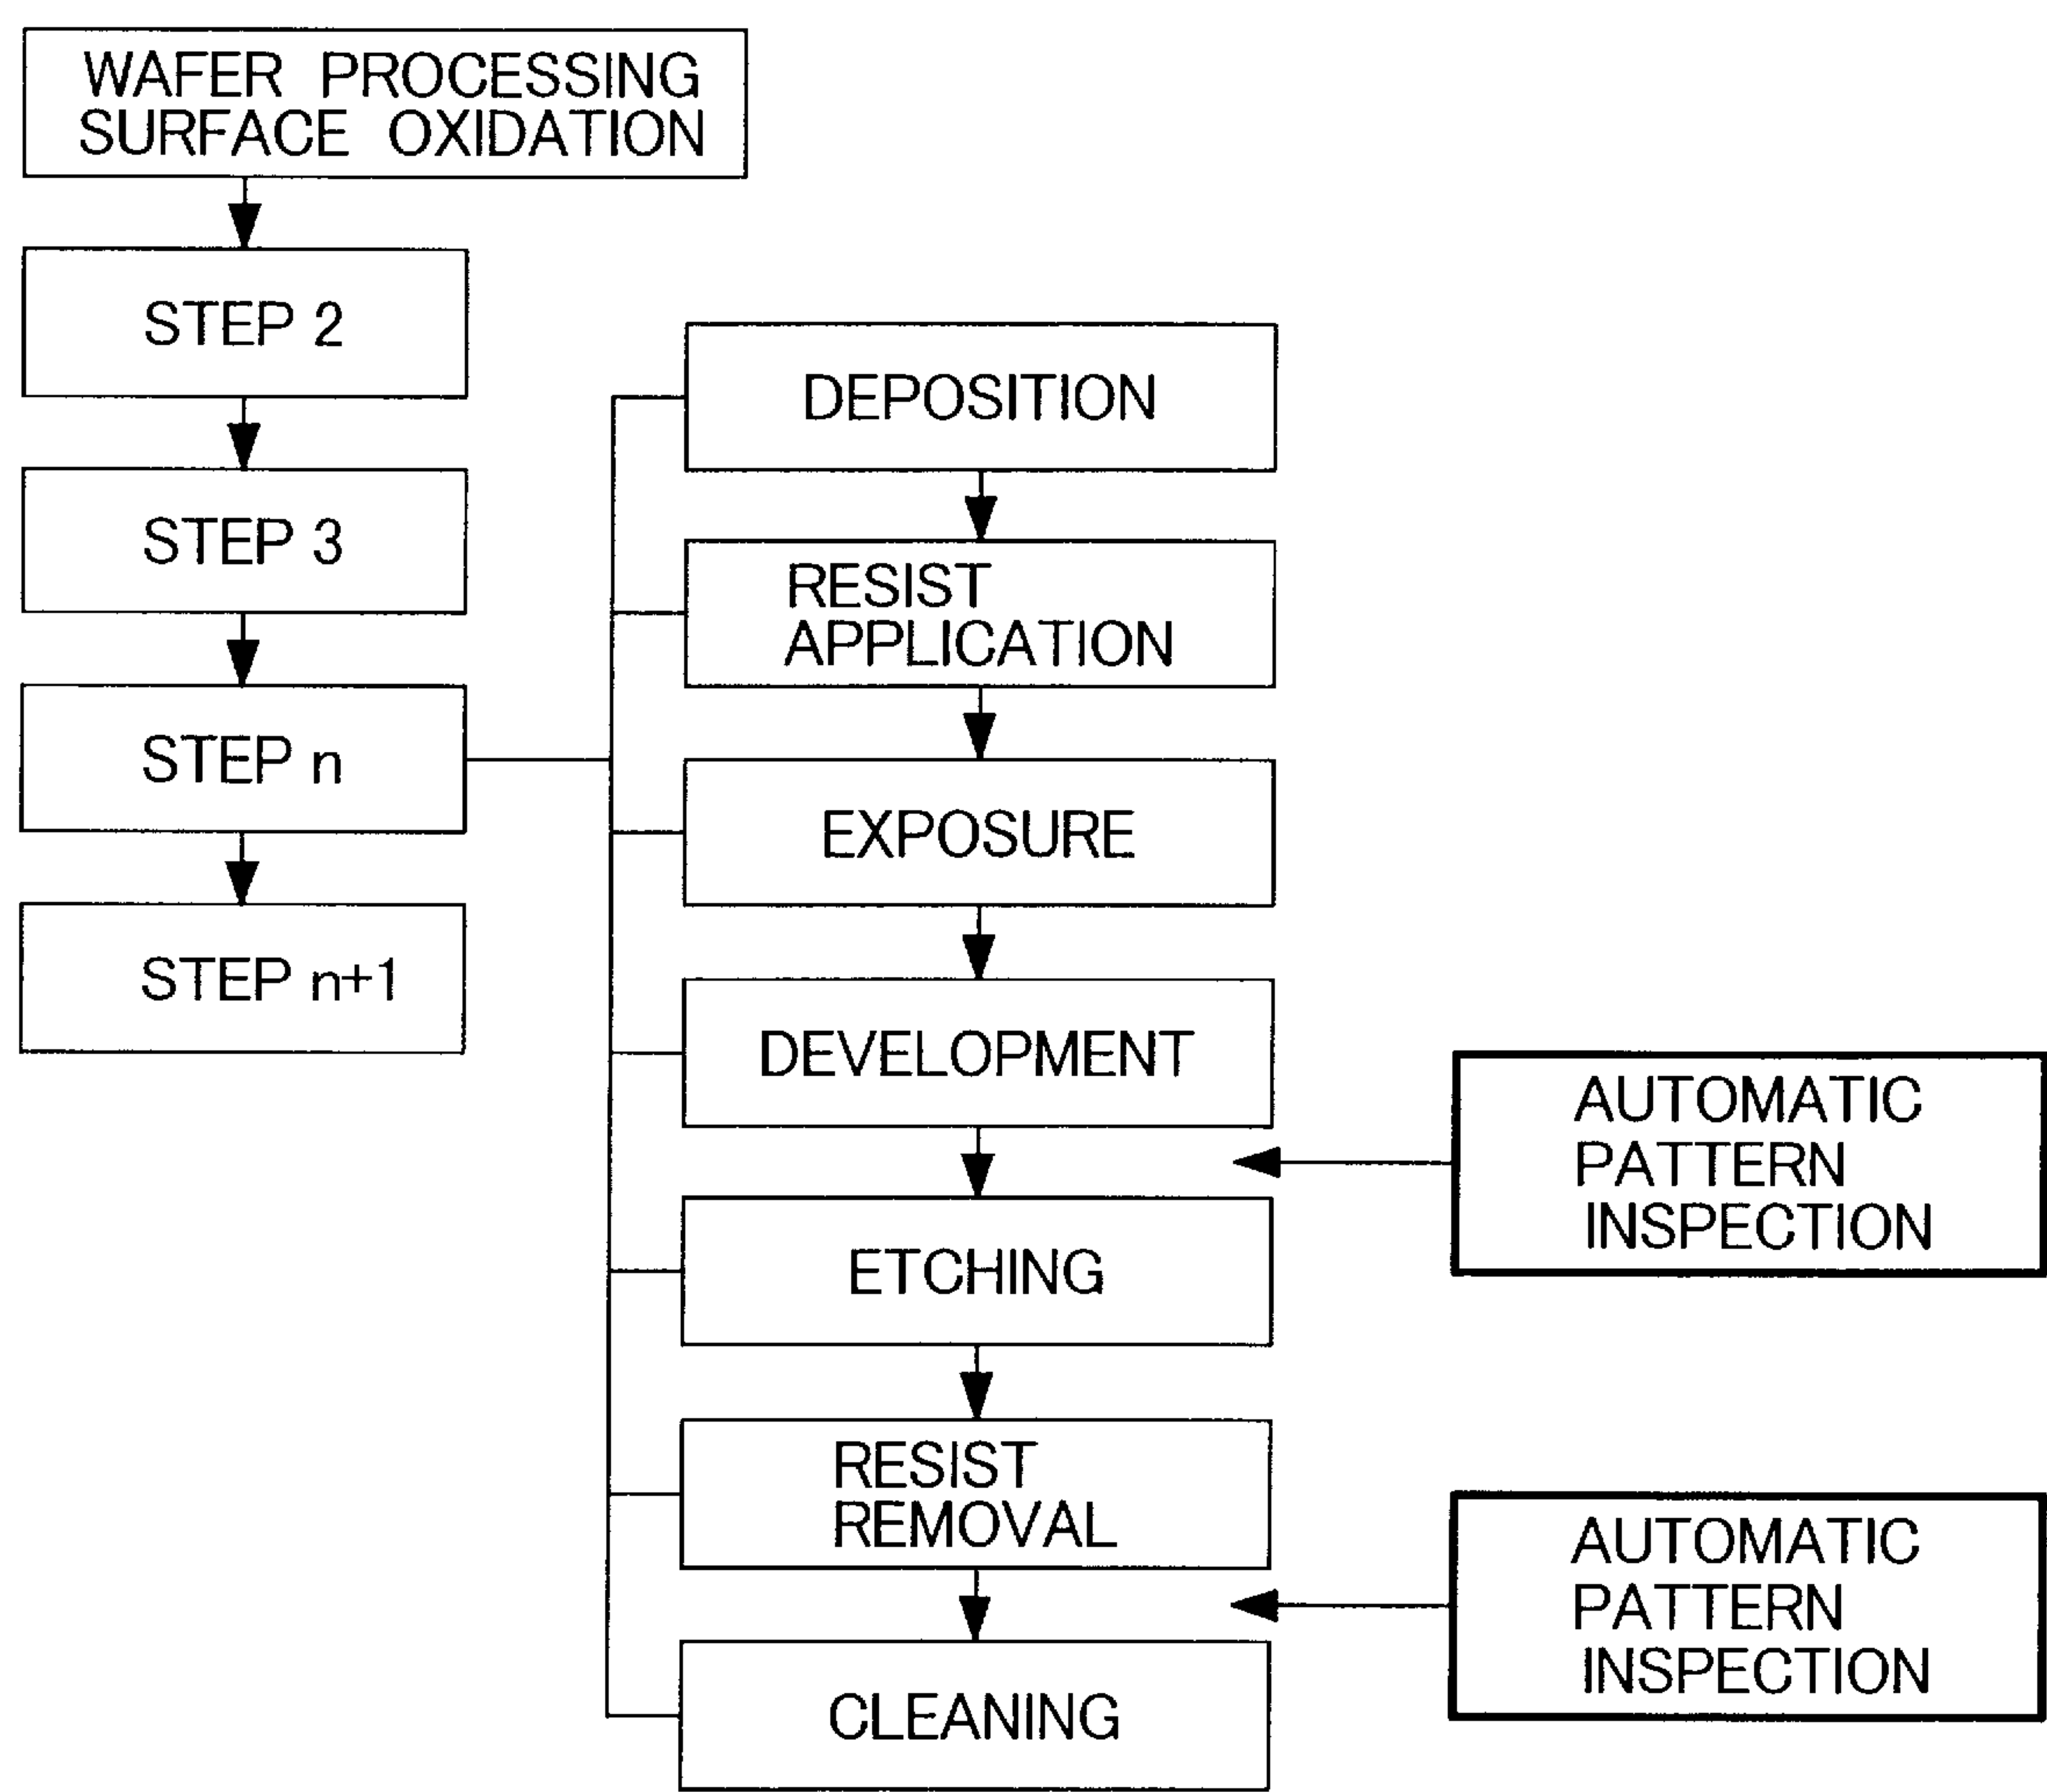 WAFER PROCESSING
SURFACE OXIDATION
STEP 2
STEP 3
STEP n
STEP n+1
DEPOSITION
RESIST
APPLICATION
EXPOSURE
DEVELOPMENT
ETCHING
RESIST
REMOVAL
CLEANING
AUTOMATIC
PATTERN
INSPECTION
AUTOMATIC
PATTERN
INSPECTION